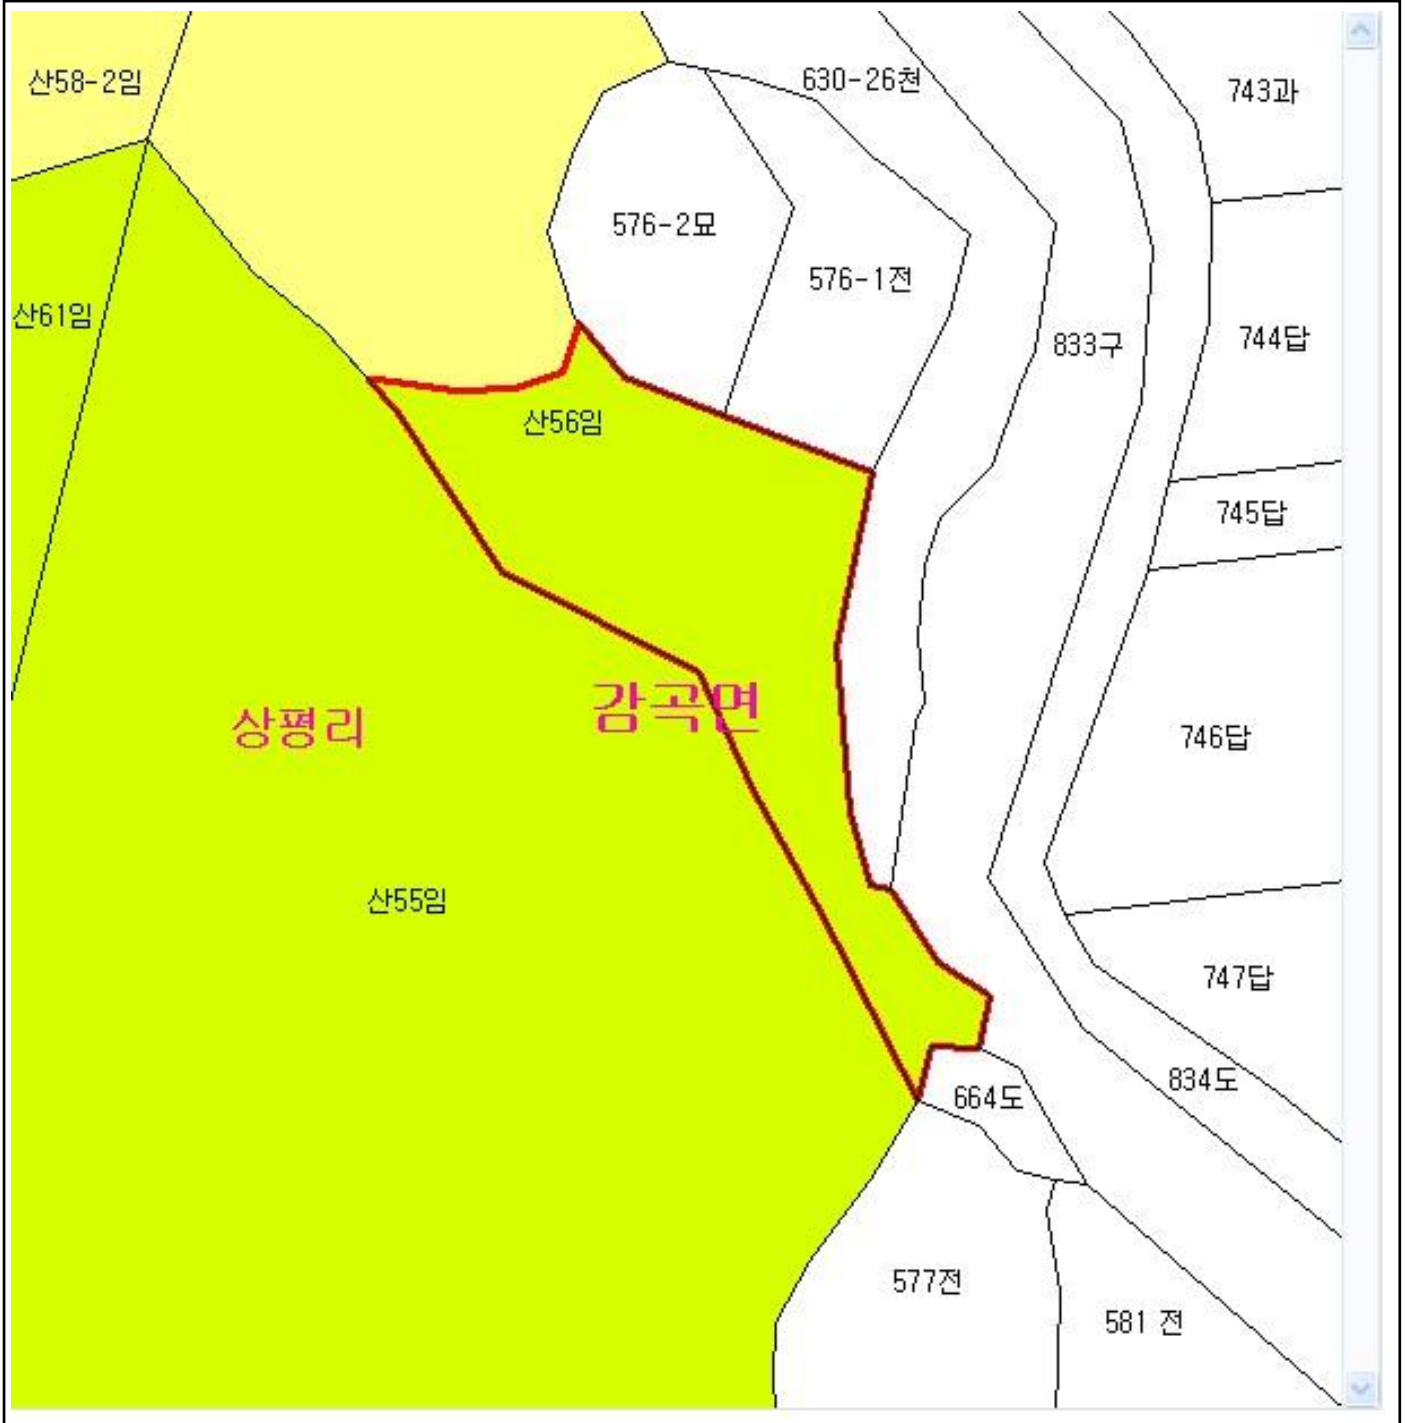 산58-2임
630-26천
743과
576-2묘
576-1전
산61임
833구
744답
산56임
745답
상평리
감곡면
746답
산55임
747답
664도
834도
577전
581 전